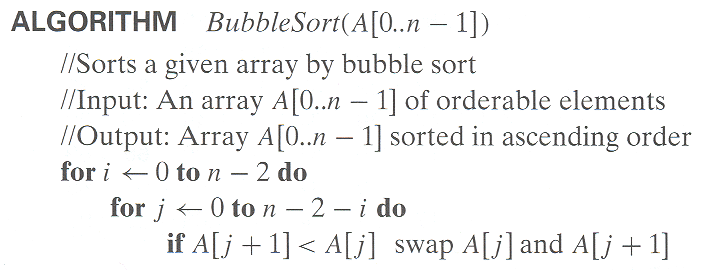 ALGORITHM BubbleSort(A[0..n − 1])
//Sorts a given array by bubble sort
//Input: An array A[0..n − 1] of orderable elements
//Output: Array A[0..n − 1] sorted in ascending order
for i ← 0 to n − 2 do
for j ← 0 to n − 2 − i do
if A[j + 1] < A[j] swap A[j] and A[j + 1]